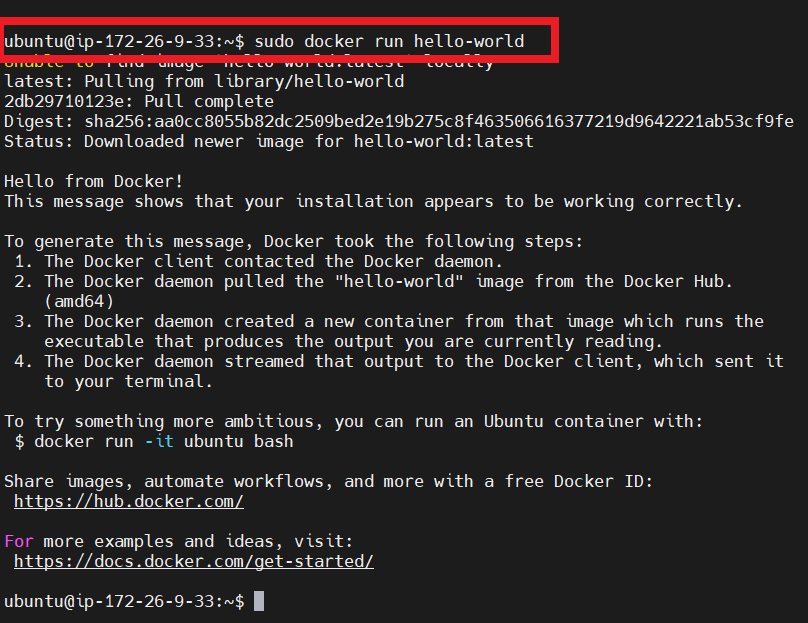 ubuntu@ip-172-26-9-33:~$ sudo docker run hello-world
Unable to find image 'hello-world:latest' locally
latest: Pulling from library/hello-world
2db29710123e: Pull complete
Digest: sha256:aa0cc8055b82dc2509bed2e19b275c8f463506616377219d9642221ab53cf9fe
Status: Downloaded newer image for hello-world:latest
Hello from Docker!
This message shows that your installation appears to be working correctly.
To generate this message, Docker took the following steps:
1. The Docker client contacted the Docker daemon.
2. The Docker daemon pulled the "hello-world" image from the Docker Hub.
(amd64)
3. The Docker daemon created a new container from that image which runs the
executable that produces the output you are currently reading.
4. The Docker daemon streamed that output to the Docker client, which sent it
to your terminal.
To try something more ambitious, you can run an Ubuntu container with:
$ docker run -it ubuntu bash
Share images, automate workflows, and more with a free Docker ID:
https://hub.docker.com/
For more examples and ideas, visit:
https://docs.docker.com/get-started/
ubuntu@ip-172-26-9-33:~$